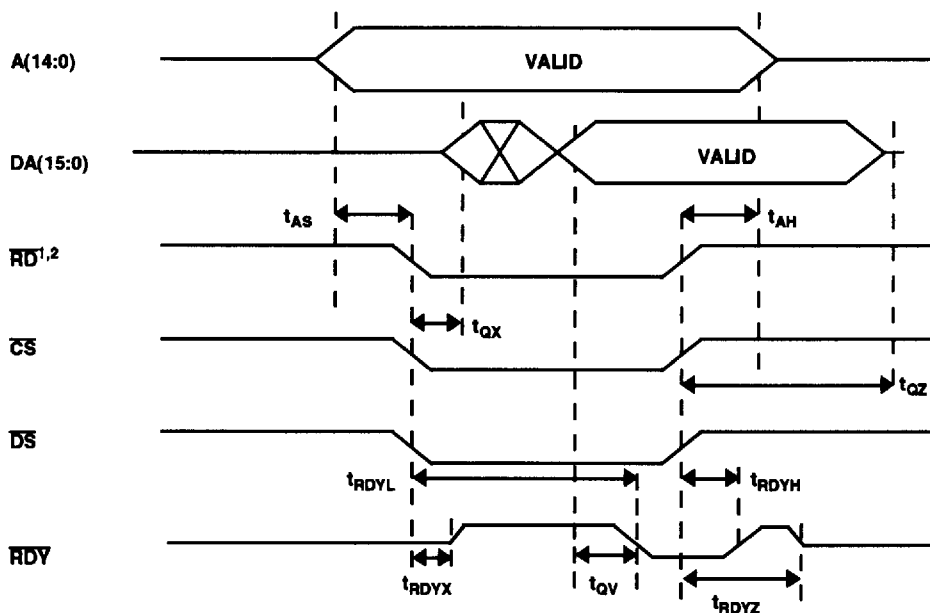 A(14:0)
VALID
DA(15:0)
VALID
tAS
tAH
RD1,2
tQX
CS
tQZ
DS
tRDYL
tRDYH
RDY
tRDYX
tQV
tRDYZ